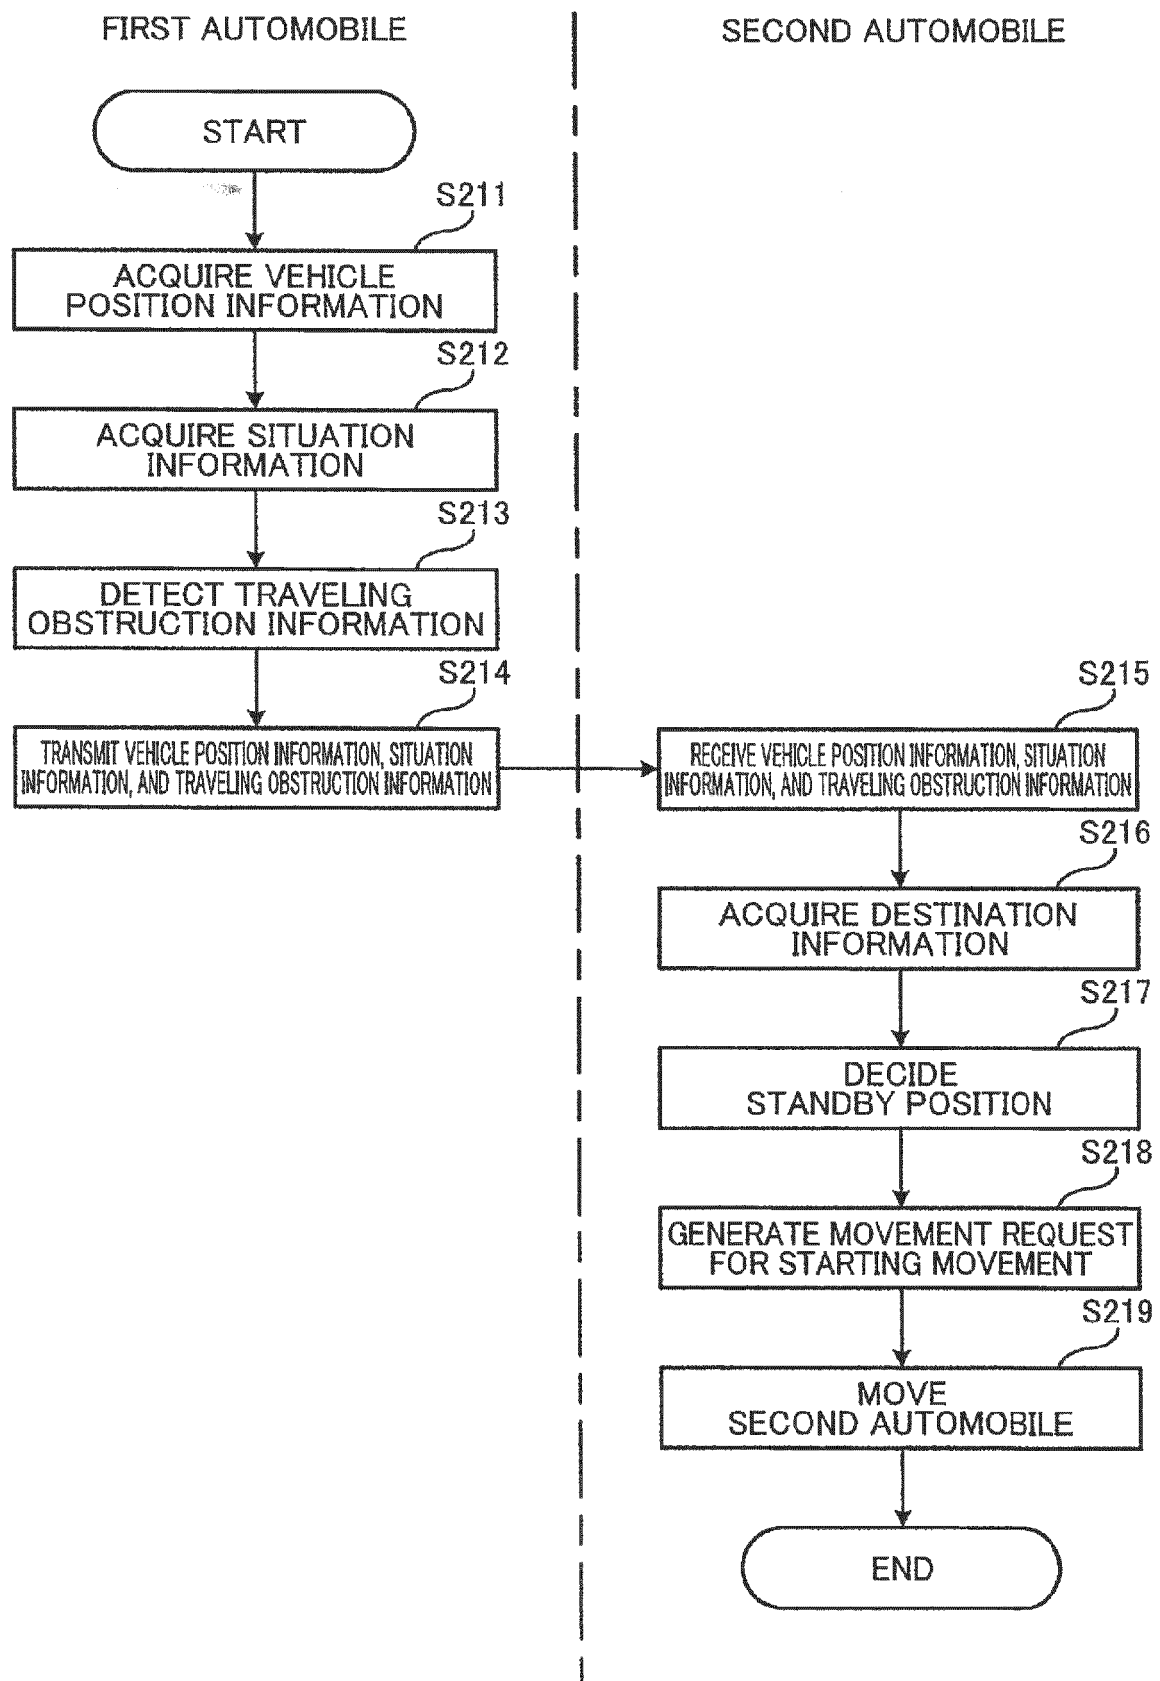 FIRST AUTOMOBILE
START
S211
ACQUIRE VEHICLE
POSITION INFORMATION
S212
ACQUIRE SITUATION
INFORMATION
S213
DETECT TRAVELING
OBSTRUCTION INFORMATION
S214
TRANSMIT VEHICLE POSITION INFORMATION, SITUATION
INFORMATION, AND TRAVELING OBSTRUCTION INFORMATION
SECOND AUTOMOBILE
S215
RECEIVE VEHICLE POSITION INFORMATION, SITUATION
INFORMATION, AND TRAVELING OBSTRUCTION INFORMATION
S216
ACQUIRE DESTINATION
INFORMATION
S217
DECIDE
STANDBY POSITION
S218
GENERATE MOVEMENT REQUEST
FOR STARTING MOVEMENT
S219
MOVE
SECOND AUTOMOBILE
END